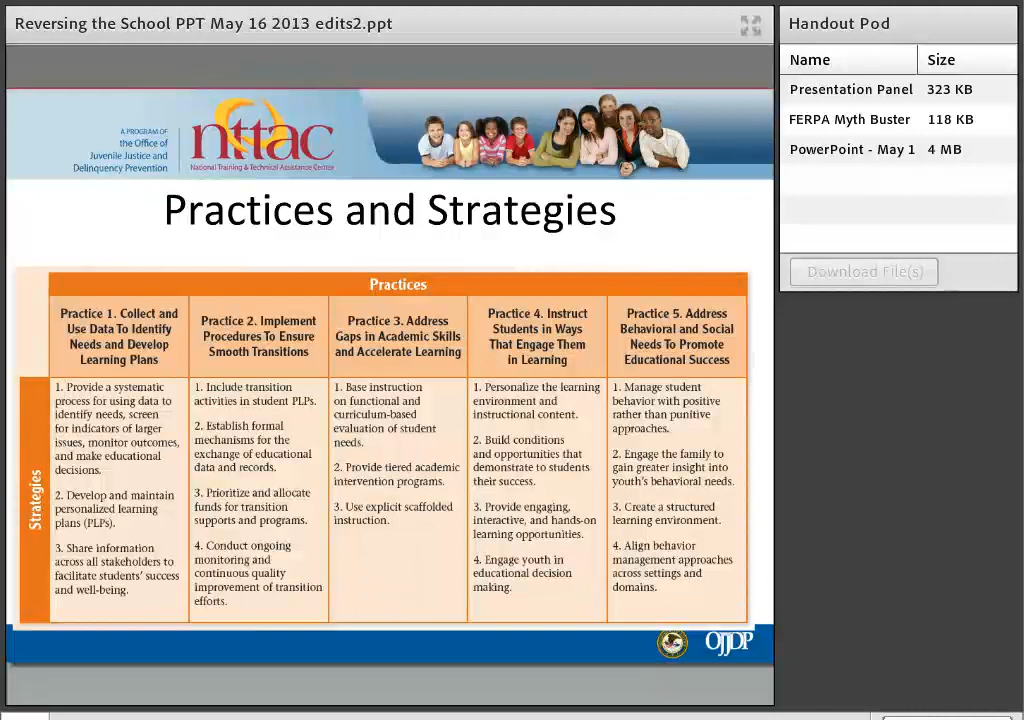 Reversing the School PPT May 16 2013 edits2.ppt
A PROGRAM OF
the Office of
Juvenile Justice and
Delinquency Prevention
nttac
National Training & Technical Assistance Center
Practices and Strategies
Practices
Practice 1. Collect and
Use Data To Identify
Needs and Develop
Learning Plans
Practice 2. Implement
Procedures To Ensure
Smooth Transitions
Practice 3. Address
Gaps in Academic Skills
and Accelerate Learning
Practice 4. Instruct
Students in Ways
That Engage Them
in Learning
Practice 5. Address
Behavioral and Social
Needs To Promote
Educational Success
Strategies
1. Provide a systematic
process for using data to
identify needs, screen
for indicators of larger
issues, monitor outcomes,
and make educational
decisions.
2. Develop and maintain
personalized learning
plans (PLPs).
3. Share information
across all stakeholders to
facilitate students' success
and well-being.
1. Include transition
activities in student PLPs.
2. Establish formal
mechanisms for the
exchange of educational
data and records.
3. Prioritize and allocate
funds for transition
supports and programs.
4. Conduct ongoing
monitoring and
continuous quality
improvement of transition
efforts.
1. Base instruction
on functional and
curriculum-based
evaluation of student
needs.
2. Provide tiered academic
intervention programs.
3. Use explicit scaffolded
instruction.
1. Personalize the learning
environment and
instructional content.
2. Build conditions
and opportunities that
demonstrate to students
their success.
3. Provide engaging,
interactive, and hands-on
learning opportunities.
4. Engage youth in
educational decision
making.
1. Manage student
behavior with positive
rather than punitive
approaches.
2. Engage the family to
gain greater insight into
youth's behavioral needs.
3. Create a structured
learning environment.
4. Align behavior
management approaches
across settings and
domains.
OJJDP
Handout Pod
Name Size
Presentation Panel 323 KB
FERPA Myth Buster 118 KB
PowerPoint - May 1 4 MB
Download File(s)